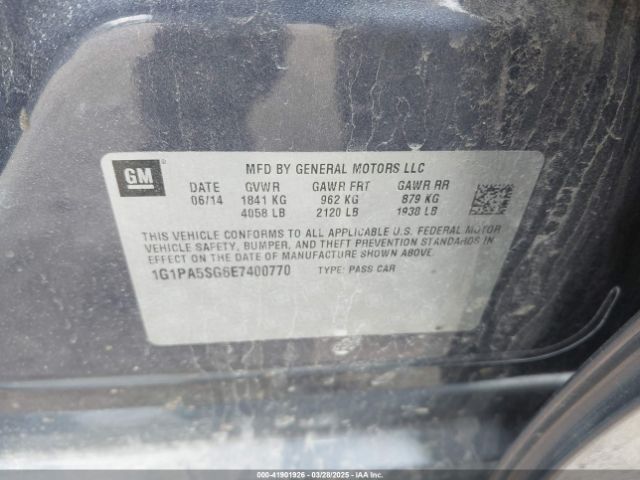 GM
MFD BY GENERAL MOTORS LLC
DATE GVWR GAWR FRT GAWR RR
06/14 1841 KG 962 KG 879 KG
4058 LB 2120 LB 1938 LB
THIS VEHICLE CONFORMS TO ALL APPLICABLE U.S. FEDERAL MOTOR
VEHICLE SAFETY, BUMPER, AND THEFT PREVENTION STANDARDS IN
EFFECT ON THE DATE OF MANUFACTURE SHOWN ABOVE.
1G1PA5SG6E7400770 TYPE: PASS CAR
000-41901926 | 03/28/2025 | IAAI.COM